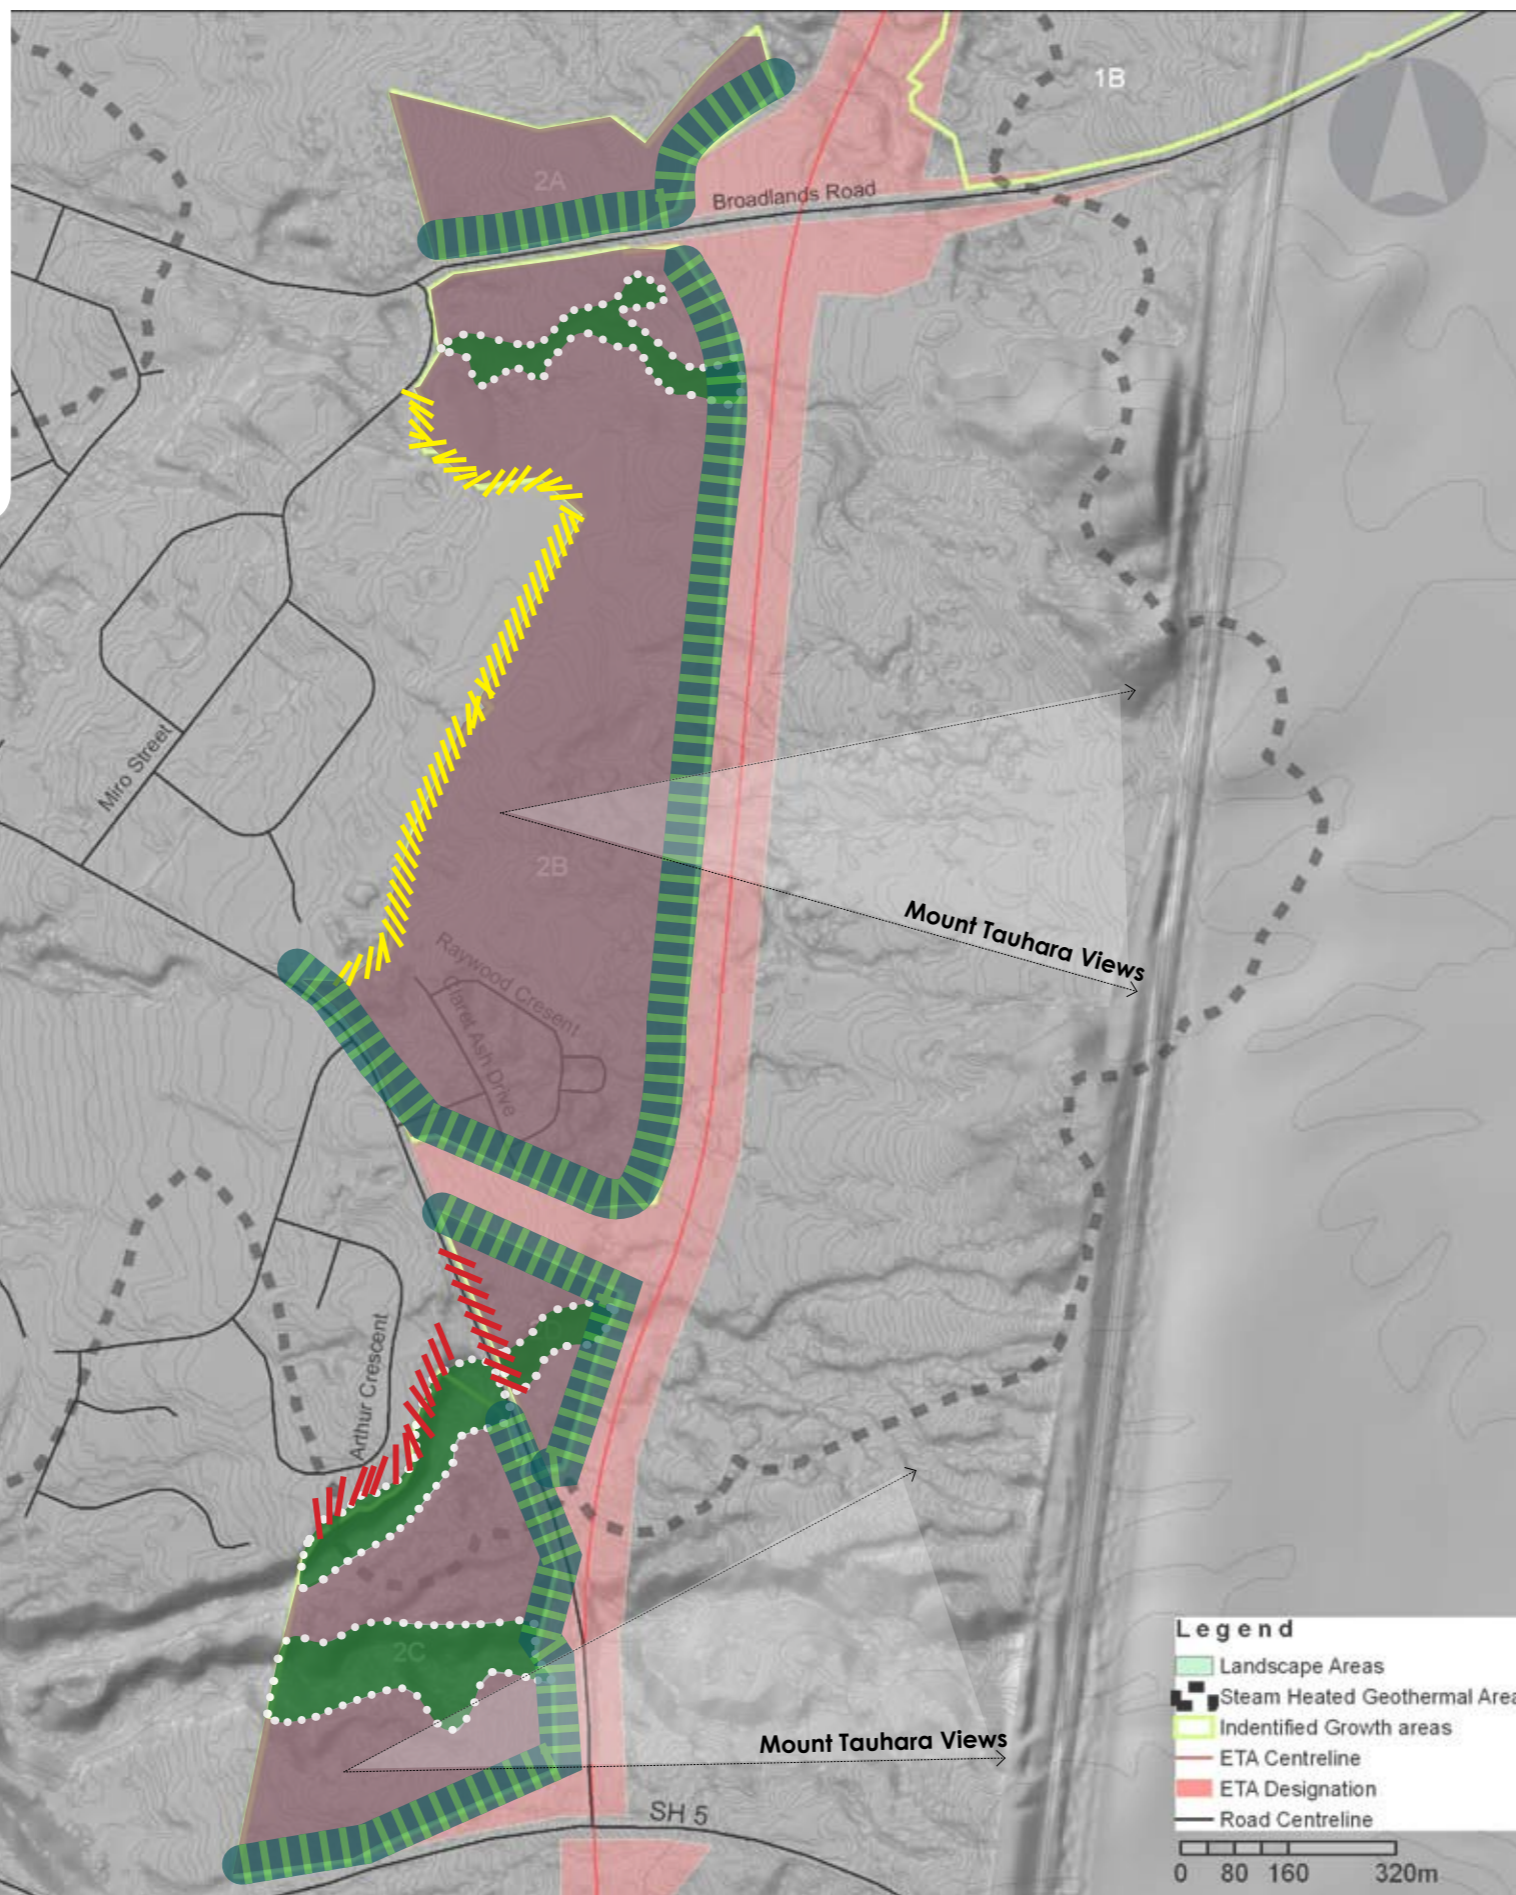 1B
2A
Broadlands Road
Miro Street
2B
Mount Tauhara Views
Raywood Cresent
Claret Ash Drive
Arthur Crescent
2C
Mount Tauhara Views
SH 5
Legend
Landscape Areas
Steam Heated Geothermal Area
Indentified Growth areas
ETA Centreline
ETA Designation
Road Centreline
0 80 160 320m